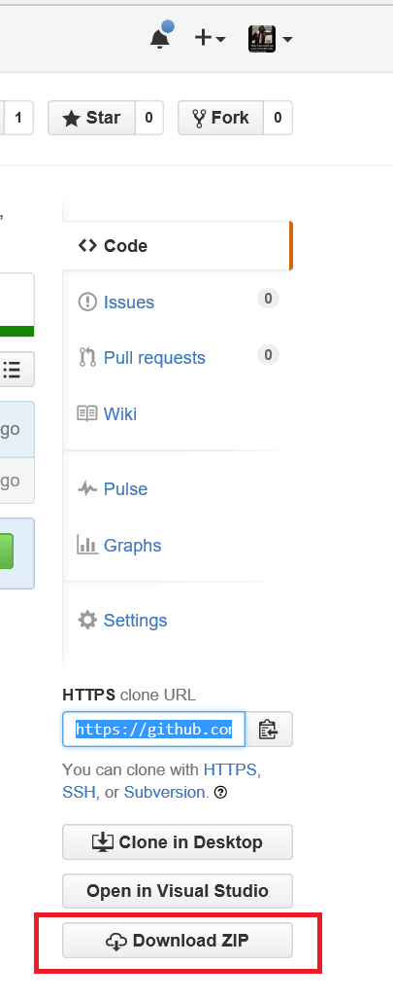 1 Star 0 Fork 0
,
Code
Issues 0
Pull requests 0
go
Wiki
go
Pulse
Graphs
Settings
HTTPS clone URL
https://github.con
You can clone with HTTPS,
SSH, or Subversion.
Clone in Desktop
Open in Visual Studio
Download ZIP